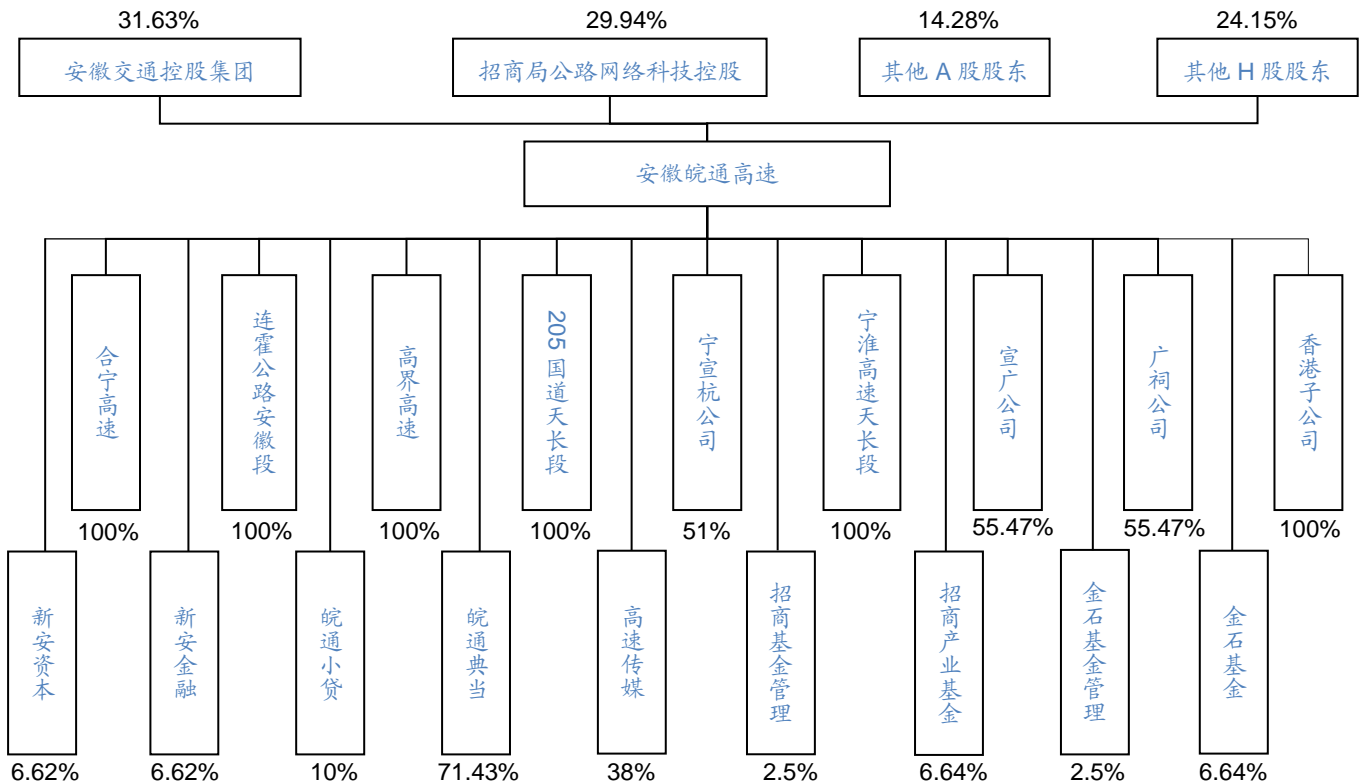 31.63%
29.94%
14.28%
24.15%
安徽交通控股集团
招商局公路网络科技控股
其他 A 股股东
其他 H 股股东
安徽皖通高速
合宁高速
连霍公路安徽段
高界高速
205 国道天长段
宁宣杭公司
宁淮高速天长段
宣广公司
广祠公司
香港子公司
100%
100%
100%
100%
51%
100%
55.47%
55.47%
100%
新安资本
新安金融
皖通小贷
皖通典当
高速传媒
招商基金管理
招商产业基金
金石基金管理
金石基金
6.62%
6.62%
10%
71.43%
38%
2.5%
6.64%
2.5%
6.64%